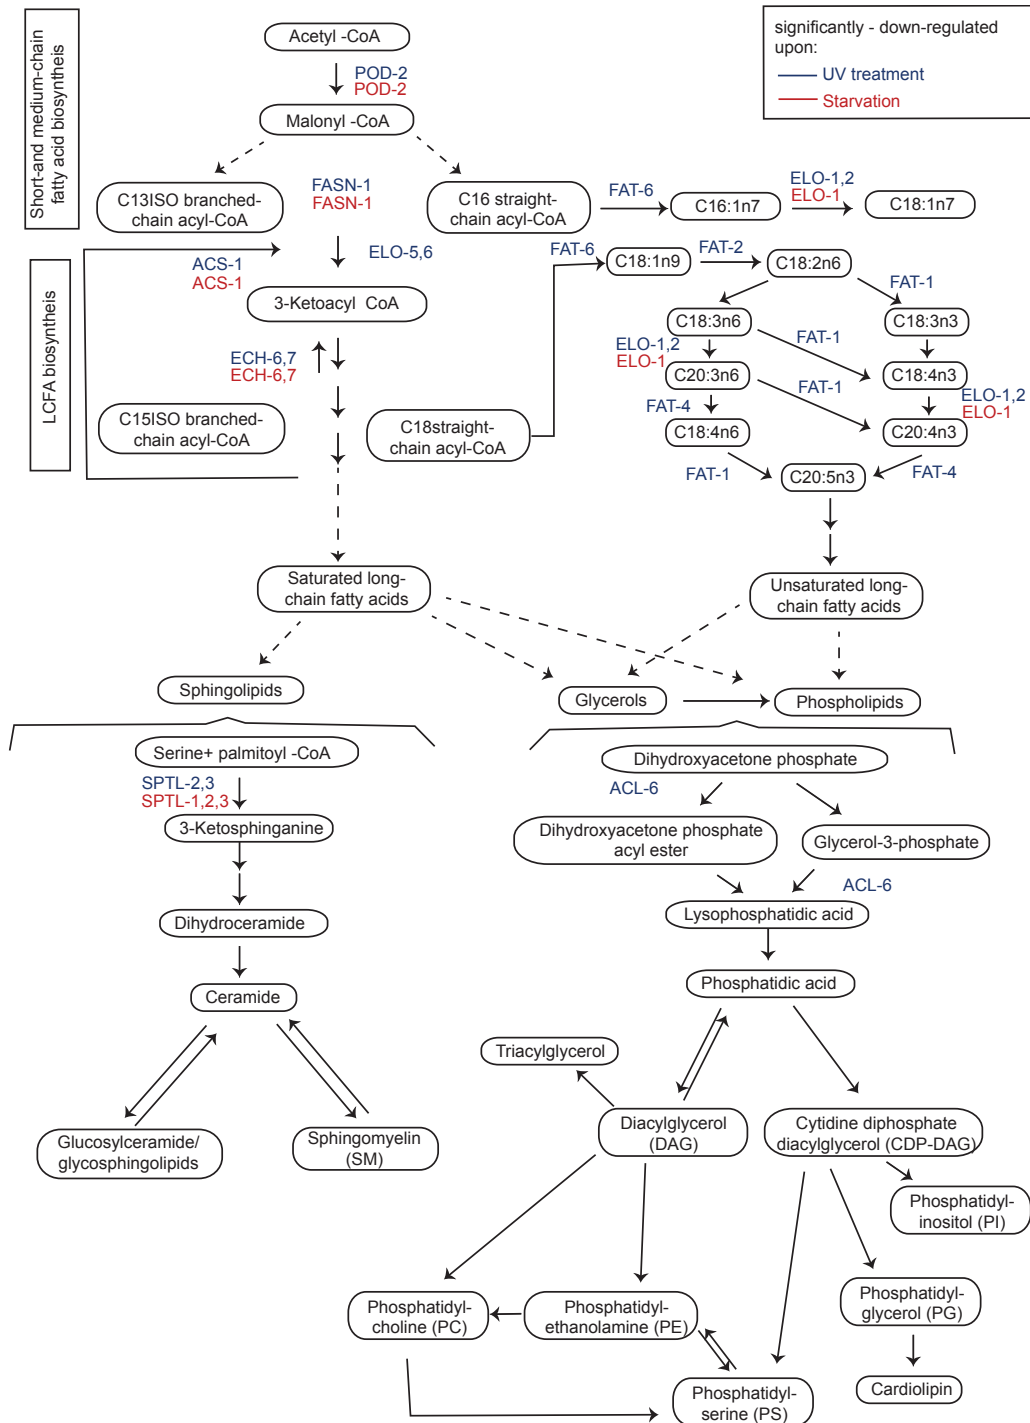 Short-and medium-chain
fatty acid biosyntheis
Acetyl -CoA
POD-2
POD-2
Malonyl -CoA
significantly - down-regulated
upon:
UV treatment
Starvation
C13ISO branched-
chain acyl-CoA
FASN-1
FASN-1
C16 straight-
chain acyl-CoA
FAT-6
C16:1n7
ELO-1,2
ELO-1
C18:1n7
LCFA biosyntheis
ACS-1
ACS-1
ELO-5,6
3-Ketoacyl CoA
ECH-6,7
ECH-6,7
C15ISO branched-
chain acyl-CoA
C18straight-
chain acyl-CoA
FAT-6
C18:1n9
FAT-2
C18:2n6
FAT-1
C18:3n6
C18:3n3
ELO-1,2
ELO-1
FAT-1
C20:3n6
C18:4n3
FAT-1
ELO-1,2
ELO-1
FAT-4
C18:4n6
C20:4n3
FAT-1
C20:5n3
FAT-4
Saturated long-
chain fatty acids
Unsaturated long-
chain fatty acids
Sphingolipids
Glycerols
Phospholipids
Serine+ palmitoyl -CoA
SPTL-2,3
SPTL-1,2,3
3-Ketosphinganine
Dihydroceramide
Ceramide
Glucosylceramide/
glycosphingolipids
Sphingomyelin
(SM)
Dihydroxyacetone phosphate
ACL-6
Dihydroxyacetone phosphate
acyl ester
Glycerol-3-phosphate
ACL-6
Lysophosphatidic acid
Phosphatidic acid
Triacylglycerol
Diacylglycerol
(DAG)
Cytidine diphosphate
diacylglycerol (CDP-DAG)
Phosphatidyl-
inositol (PI)
Phosphatidyl-
choline (PC)
Phosphatidyl-
ethanolamine (PE)
Phosphatidyl-
glycerol (PG)
Phosphatidyl-
serine (PS)
Cardiolipin